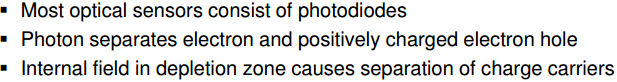 ▪ Most optical sensors consist of photodiodes
▪ Photon separates electron and positively charged electron hole
▪ Internal field in depletion zone causes separation of charge carriers